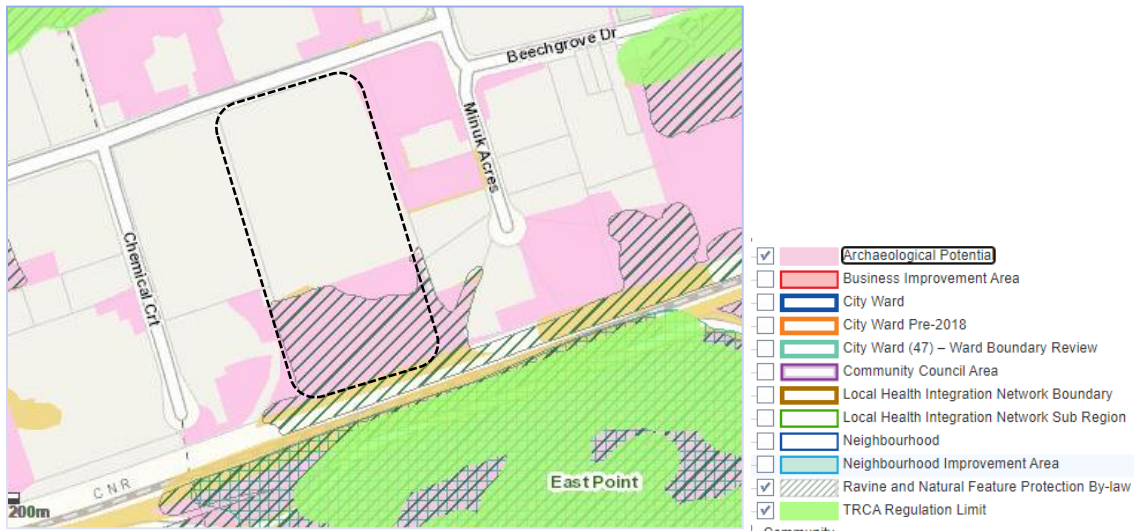 Beechgrove Dr
Minuk Acres
Chemical Crt
East Point
CNR
200m
Archaeological Potentia
Business Improvement Area
City Ward
City Ward Pre-2018
City Ward (47) – Ward Boundary Review
Community Council Area
Local Health Integration Network Boundary
Local Health Integration Network Sub Region
Neighbourhood
Neighbourhood Improvement Area
Ravine and Natural Feature Protection By-law
TRCA Regulation Limit
Community